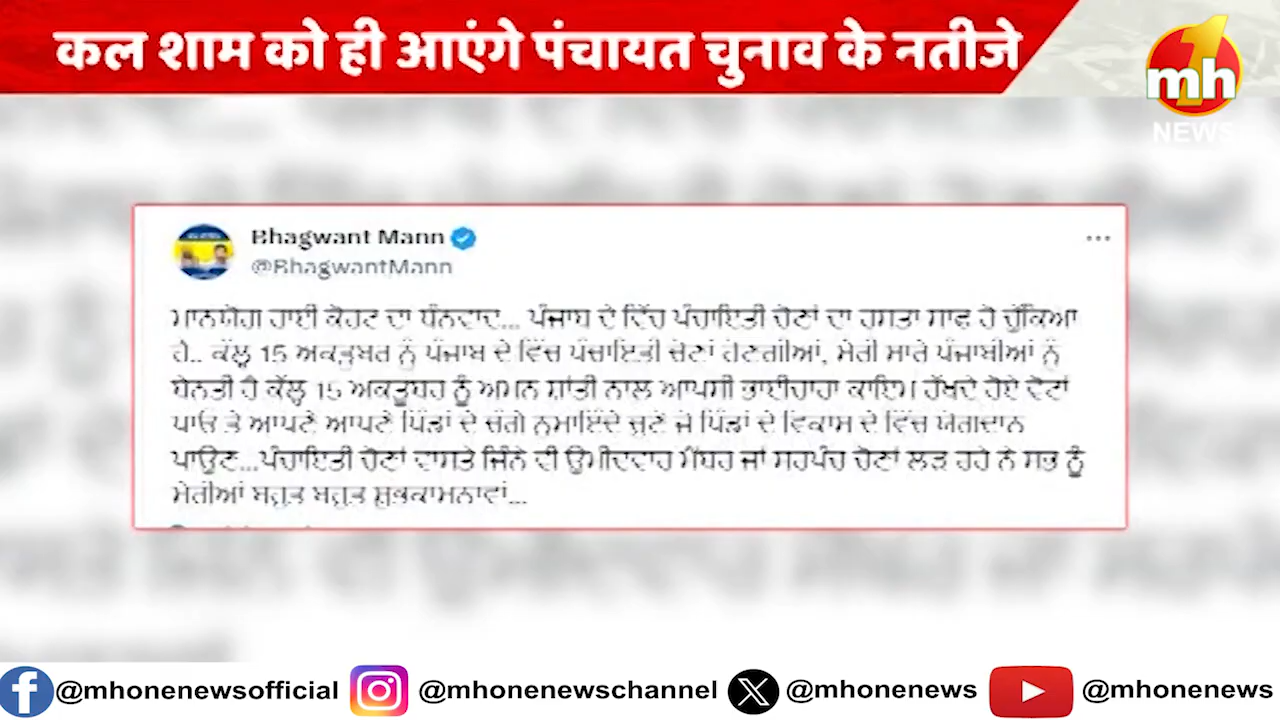 कल शाम को ही आएंगे पंचायत चुनाव के नतीजे
1
mh
NEWS
Bhagwant Mann
@BhagwantMann
ਮਾਨਯੋਗ ਹਾਈ ਕੋਰਟ ਦਾ ਧੰਨਵਾਦ... ਪੰਜਾਬ ਦੇ ਵਿੱਚ ਪੰਚਾਇਤੀ ਚੋਣਾਂ ਦਾ ਰਸਤਾ ਸਾਫ਼ ਹੋ ਚੁੱਕਿਆ
ਹੈ.. ਕੱਲ੍ਹ 15 ਅਕਤੂਬਰ ਨੂੰ ਪੰਜਾਬ ਦੇ ਵਿੱਚ ਪੰਚਾਇਤੀ ਚੋਣਾਂ ਹੋਣਗੀਆਂ, ਮੇਰੀ ਸਾਰੇ ਪੰਜਾਬੀਆਂ ਨੂੰ
ਬੇਨਤੀ ਹੈ ਕੱਲ੍ਹ 15 ਅਕਤੂਬਰ ਨੂੰ ਅਮਨ ਸ਼ਾਂਤੀ ਨਾਲ ਆਪਸੀ ਭਾਈਚਾਰਾ ਕਾਇਮ ਰੱਖਦੇ ਹੋਏ ਵੋਟਾਂ
ਪਾਓ ਤੇ ਆਪਣੇ ਆਪਣੇ ਪਿੰਡਾਂ ਦੇ ਚੰਗੇ ਨੁਮਾਇੰਦੇ ਚੁਣੋ ਜੋ ਪਿੰਡਾਂ ਦੇ ਵਿਕਾਸ ਦੇ ਵਿੱਚ ਯੋਗਦਾਨ
ਪਾਉਣ...ਪੰਚਾਇਤੀ ਚੋਣਾਂ ਵਾਸਤੇ ਜਿੰਨੇ ਵੀ ਉਮੀਦਵਾਰ ਮੈਂਬਰ ਜਾਂ ਸਰਪੰਚ ਚੋਣਾਂ ਲੜ ਰਹੇ ਨੇ ਸਭ ਨੂੰ
ਮੇਰੀਆਂ ਬਹੁਤ ਬਹੁਤ ਸ਼ੁਭਕਾਮਨਾਵਾਂ...
@mhonenewsofficial @mhonenewschannel @mhonenews @mhonenews